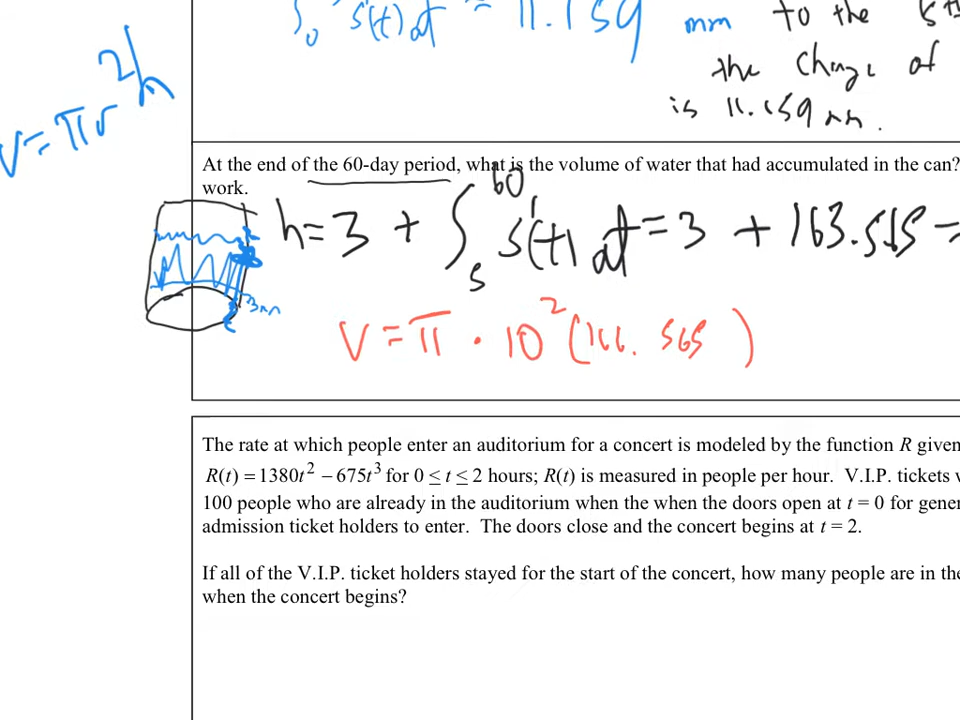 ∫₀ s'(t) dt = 11.159 mm to the
the change of
is 11.159 mm.
V = πr²h
At the end of the 60-day period, what is the volume of water that had accumulated in the can?
work.
h = 3 + ∫₅⁶⁰ s'(t) dt = 3 + 163.565 =
3mm
V = π · 10² (166.565)
The rate at which people enter an auditorium for a concert is modeled by the function R given
R(t) = 1380t² – 675t³ for 0 ≤ t ≤ 2 hours; R(t) is measured in people per hour. V.I.P. tickets
100 people who are already in the auditorium when the when the doors open at t = 0 for gener
admission ticket holders to enter. The doors close and the concert begins at t = 2.
If all of the V.I.P. ticket holders stayed for the start of the concert, how many people are in the
when the concert begins?